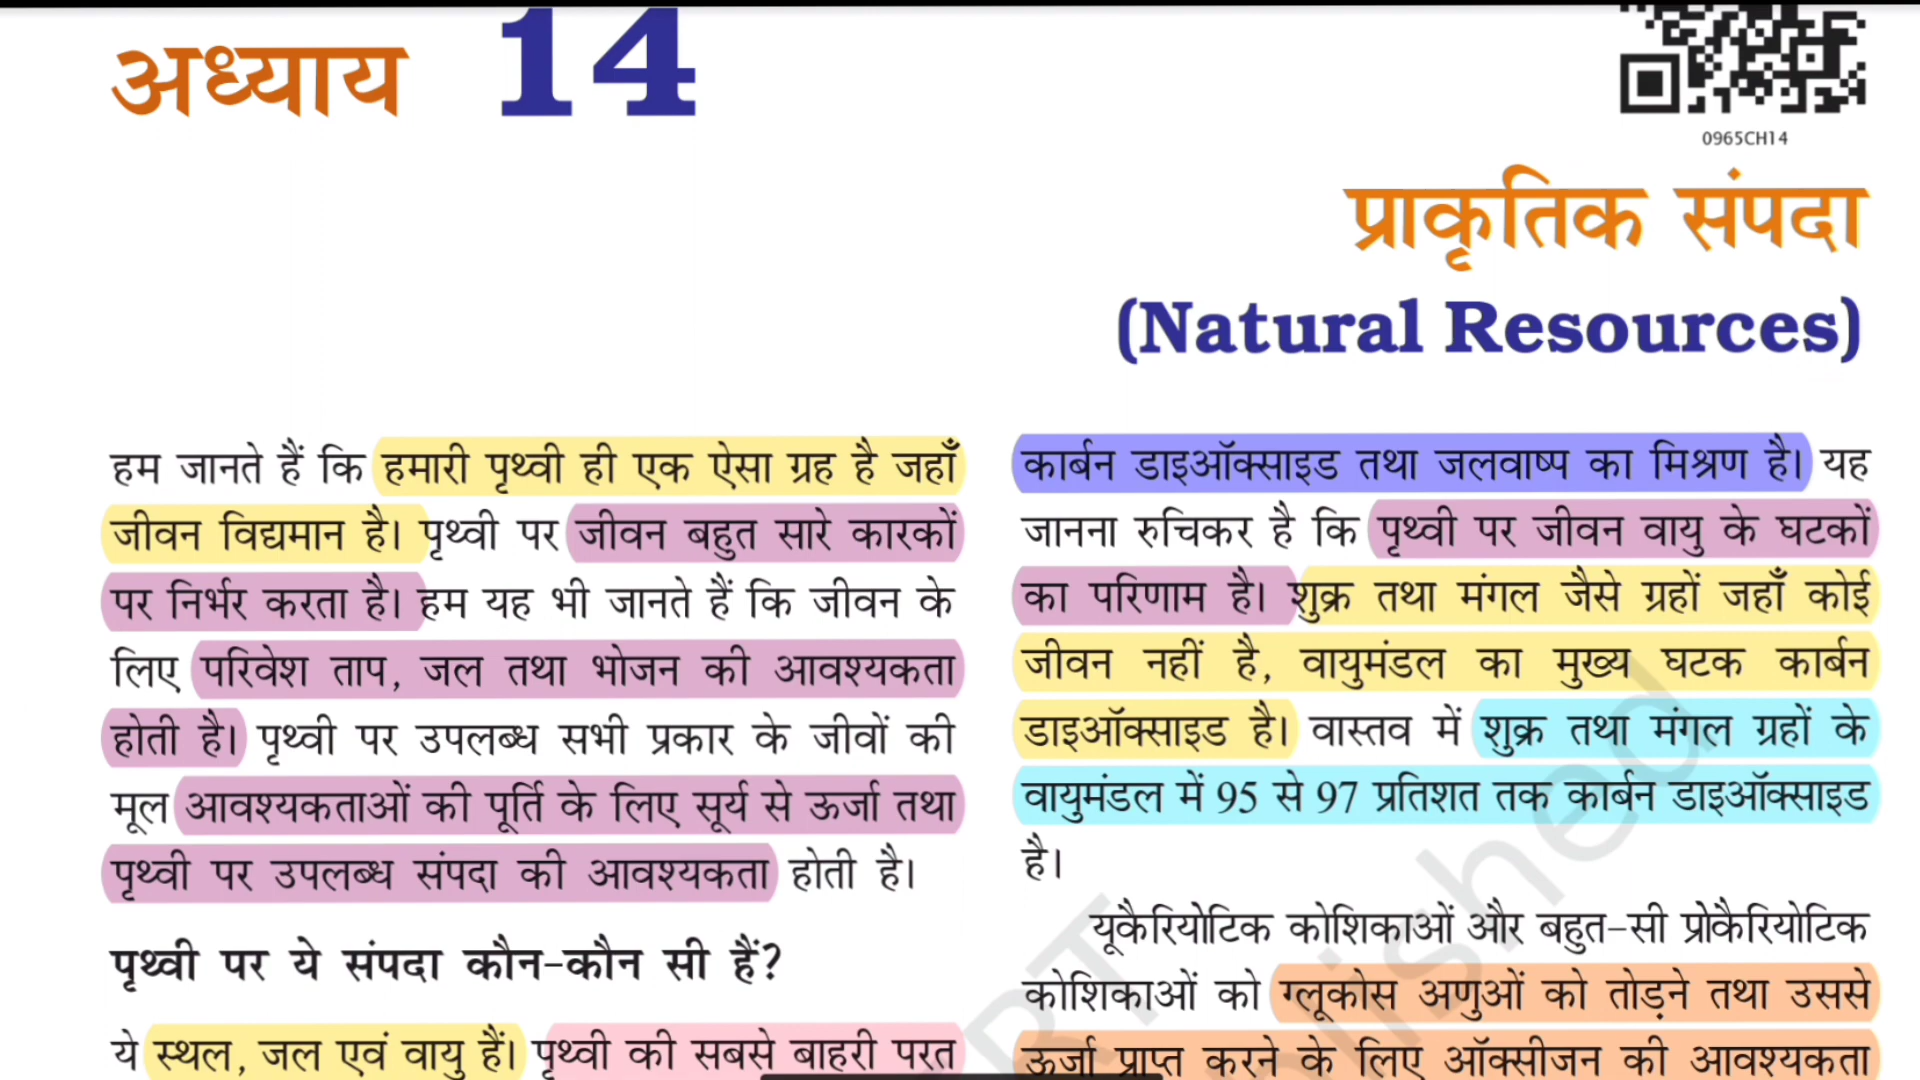 अध्याय 14
0965CH14
प्राकृतिक संपदा
(Natural Resources)
हम जानते हैं कि हमारी पृथ्वी ही एक ऐसा ग्रह है जहाँ
जीवन विद्यमान है। पृथ्वी पर जीवन बहुत सारे कारकों
पर निर्भर करता है। हम यह भी जानते हैं कि जीवन के
लिए परिवेश ताप, जल तथा भोजन की आवश्यकता
होती है। पृथ्वी पर उपलब्ध सभी प्रकार के जीवों की
मूल आवश्यकताओं की पूर्ति के लिए सूर्य से ऊर्जा तथा
पृथ्वी पर उपलब्ध संपदा की आवश्यकता होती है।
पृथ्वी पर ये संपदा कौन-कौन सी हैं?
ये स्थल, जल एवं वायु हैं। पृथ्वी की सबसे बाहरी परत
कार्बन डाइऑक्साइड तथा जलवाष्प का मिश्रण है। यह
जानना रुचिकर है कि पृथ्वी पर जीवन वायु के घटकों
का परिणाम है। शुक्र तथा मंगल जैसे ग्रहों जहाँ कोई
जीवन नहीं है, वायुमंडल का मुख्य घटक कार्बन
डाइऑक्साइड है। वास्तव में शुक्र तथा मंगल ग्रहों के
वायुमंडल में 95 से 97 प्रतिशत तक कार्बन डाइऑक्साइड
है।
यूकैरियोटिक कोशिकाओं और बहुत-सी प्रोकैरियोटिक
कोशिकाओं को ग्लूकोस अणुओं को तोड़ने तथा उससे
ऊर्जा प्राप्त करने के लिए ऑक्सीजन की आवश्यकता